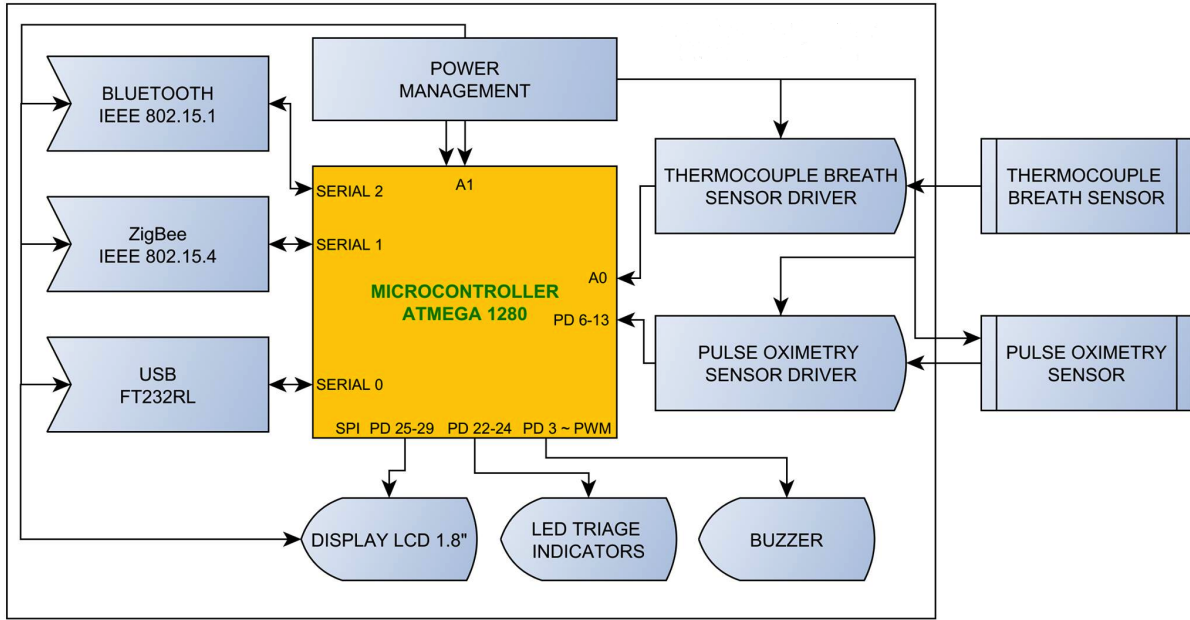 POWER
MANAGEMENT
BLUETOOTH
IEEE 802.15.1
THERMOCOUPLE BREATH
SENSOR DRIVER
THERMOCOUPLE
BREATH SENSOR
SERIAL 2
A1
ZigBee
IEEE 802.15.4
SERIAL 1
A0
MICROCONTROLLER
ATMEGA 1280
PD 6-13
PULSE OXIMETRY
SENSOR DRIVER
PULSE OXIMETRY
SENSOR
USB
FT232RL
SERIAL 0
SPI PD 25-29 PD 22-24 PD 3 ~ PWM
DISPLAY LCD 1.8"
LED TRIAGE
INDICATORS
BUZZER